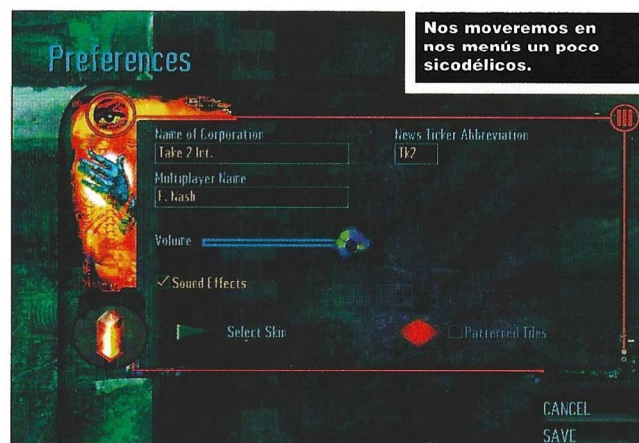 Nos moveremos en
nos menús un poco
sicodélicos.
Preferences
Name of Corporation
News Ticker Abbreviation
Take 2 Int.
Tk2
Multiplayer Name
F. Nash
Volume
Sound Effects
Select Skin
Patterned Tiles
CANCEL
SAVE